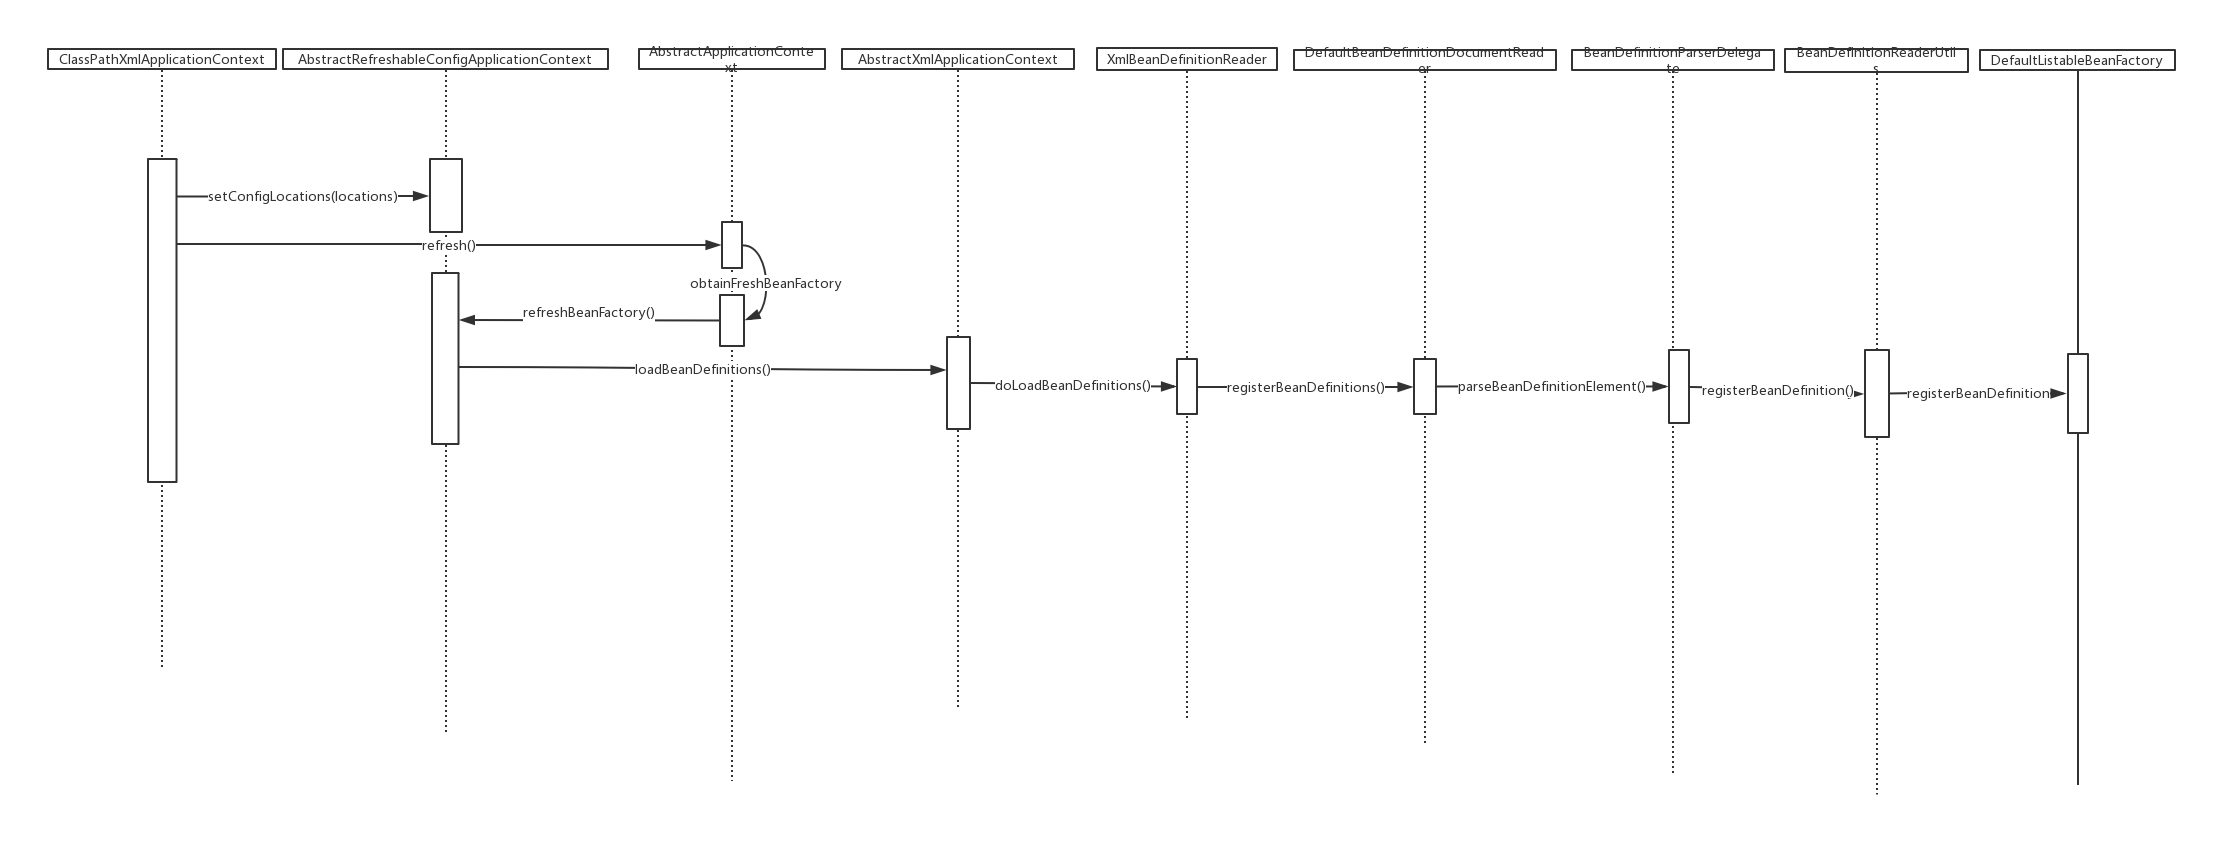 ClassPathXmlApplicationContext
AbstractRefreshableConfigApplicationContext
AbstractApplicationConte
xt
AbstractXmlApplicationContext
XmlBeanDefinitionReader
DefaultBeanDefinitionDocumentRead
er
BeanDefinitionParserDelega
te
BeanDefinitionReaderUtil
s
DefaultListableBeanFactory
setConfigLocations(locations)
refresh()
obtainFreshBeanFactory
refreshBeanFactory()
loadBeanDefinitions()
doLoadBeanDefinitions()
registerBeanDefinitions()
parseBeanDefinitionElement()
registerBeanDefinition()
registerBeanDefinition